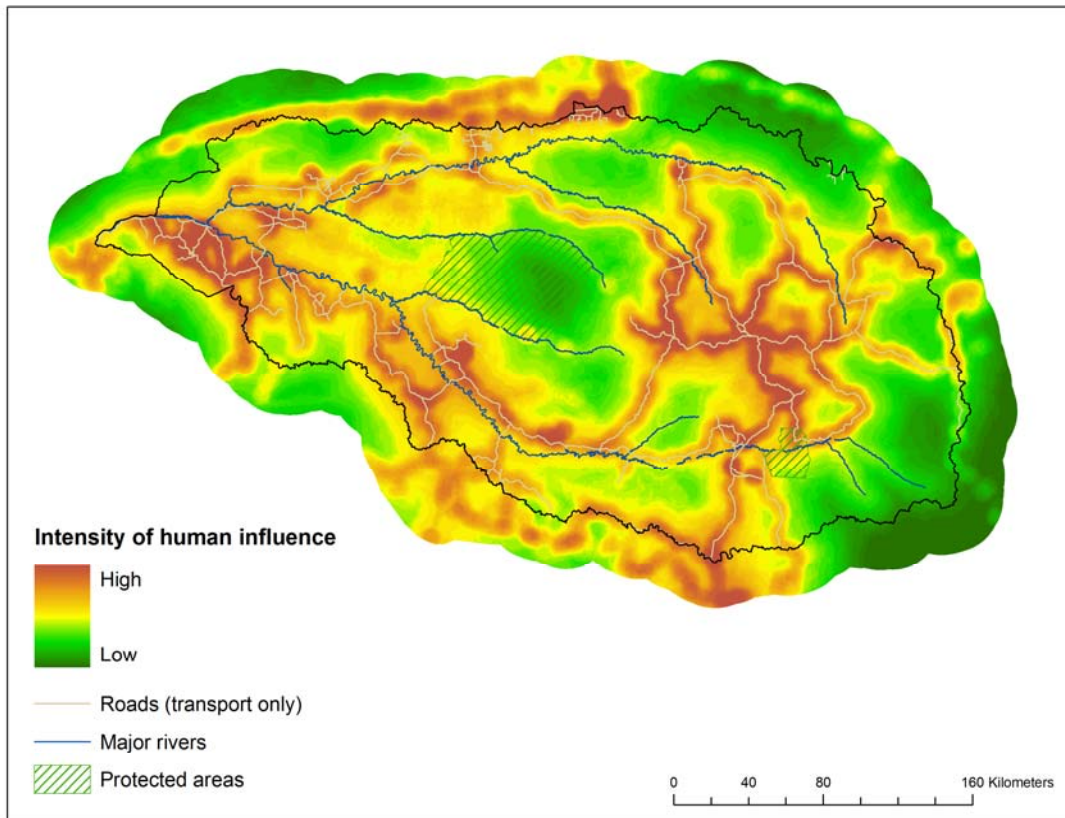 Intensity of human influence
High
Low
Roads (transport only)
Major rivers
Protected areas
0 40 80 160 Kilometers